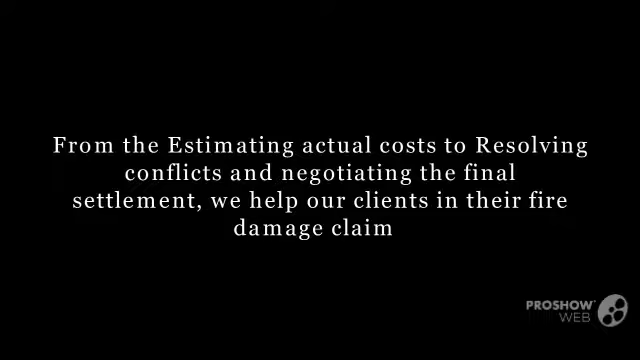 From the Estimating actual costs to Resolving
conflicts and negotiating the final
settlement, we help our clients in their fire
damage claim
PROSHOW
WEB